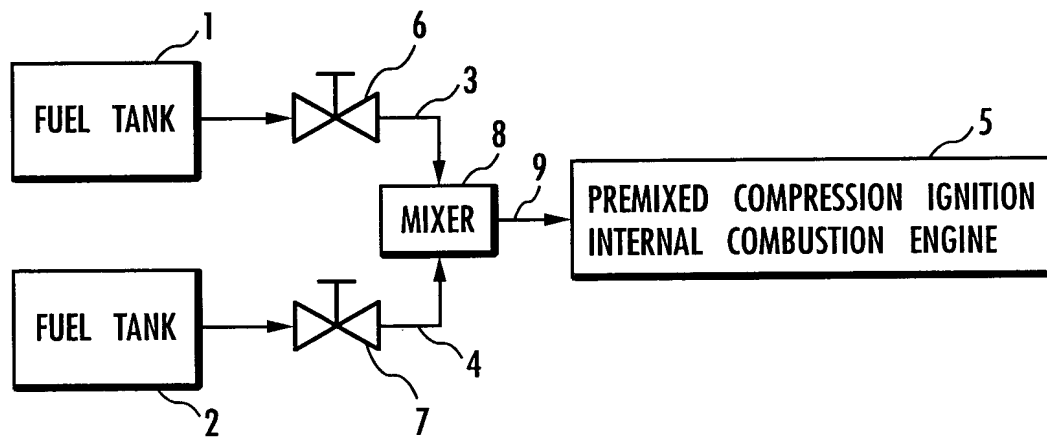 1
6
3
FUEL TANK
8
9
5
MIXER
PREMIXED COMPRESSION IGNITION
INTERNAL COMBUSTION ENGINE
FUEL TANK
4
2
7